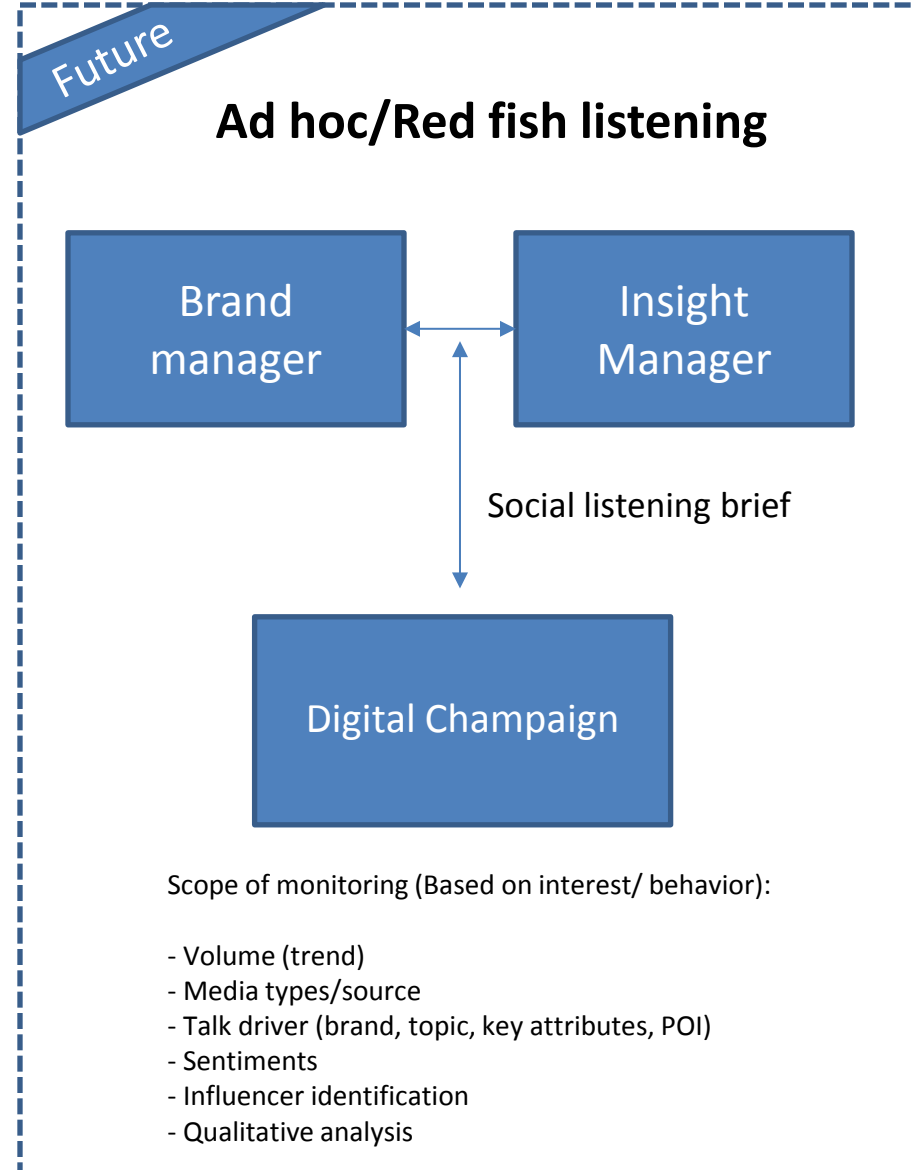 Future
Ad hoc/Red fish listening
Brand
manager
Insight
Manager
Social listening brief
Digital Champaign
Scope of monitoring (Based on interest/ behavior):
- Volume (trend)
- Media types/source
- Talk driver (brand, topic, key attributes, POI)
- Sentiments
- Influencer identification
- Qualitative analysis